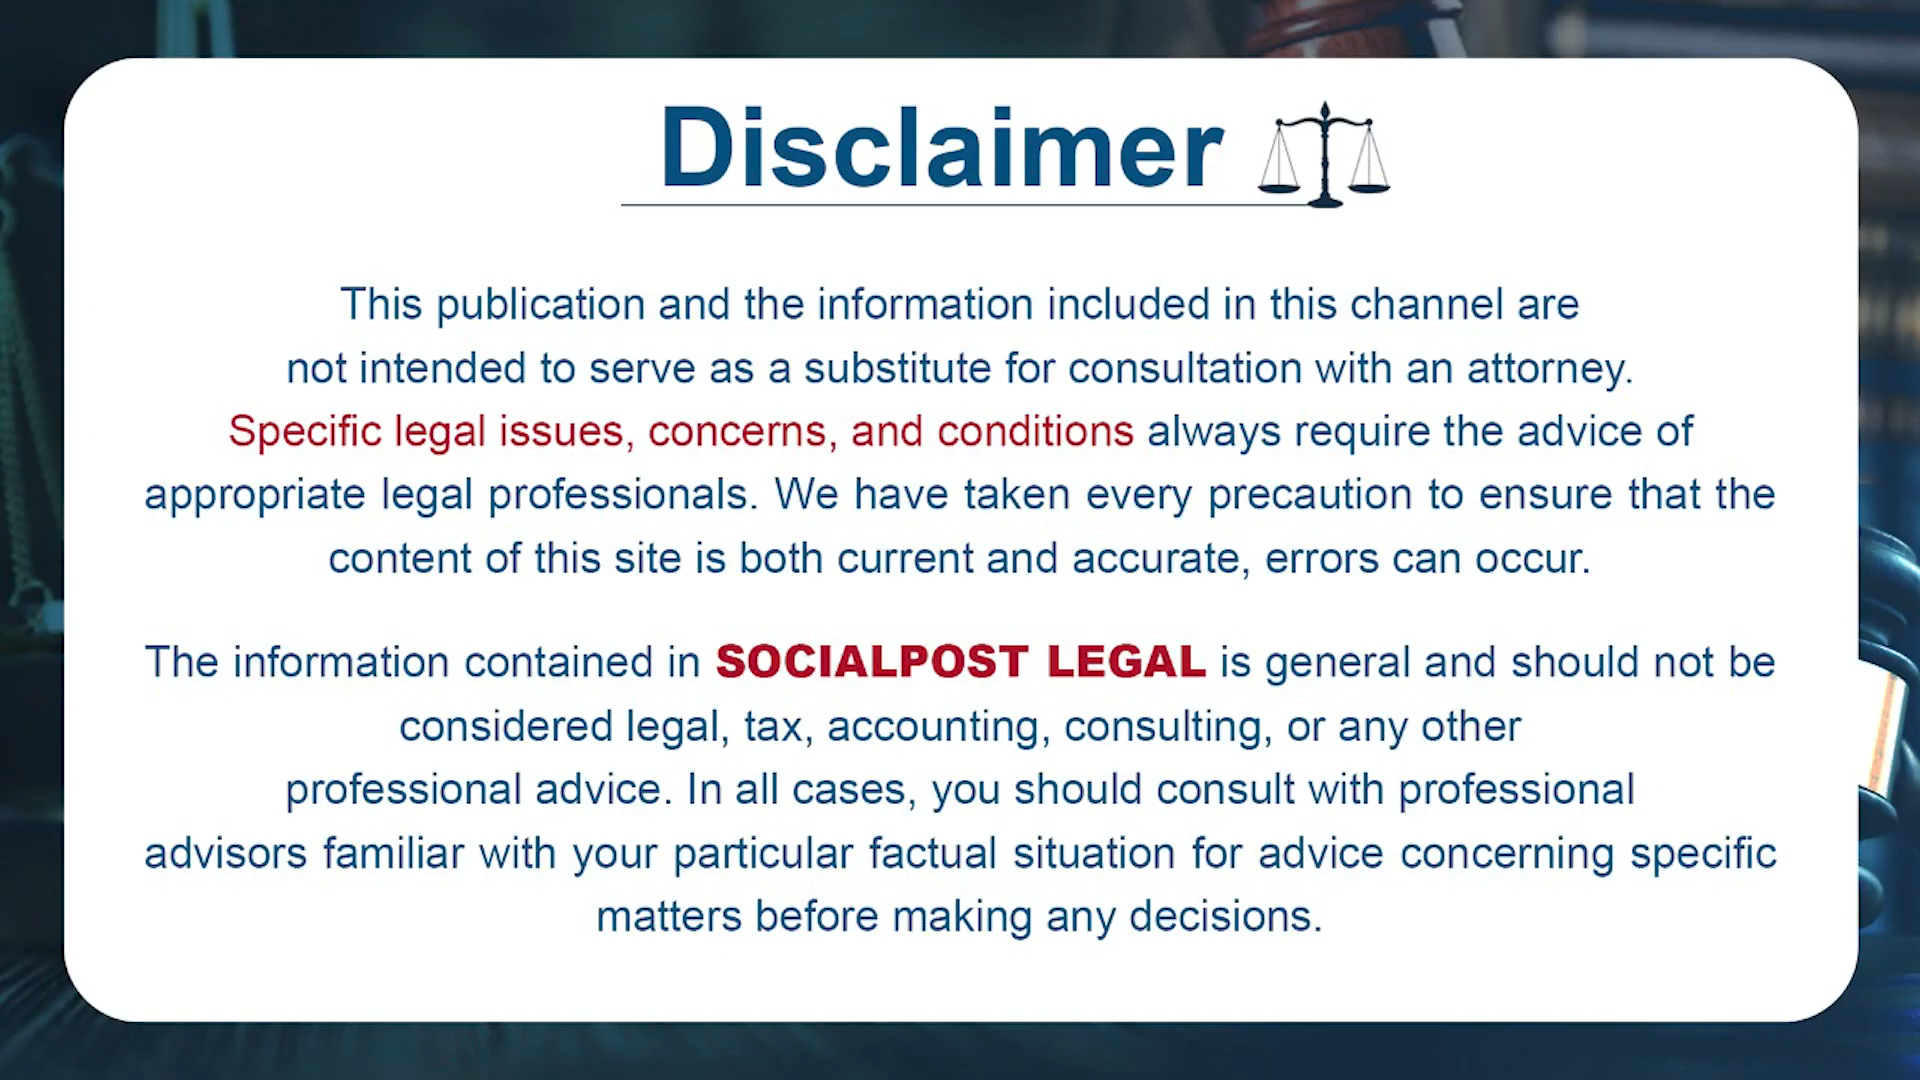 Disclaimer
This publication and the information included in this channel are
not intended to serve as a substitute for consultation with an attorney.
Specific legal issues, concerns, and conditions always require the advice of
appropriate legal professionals. We have taken every precaution to ensure that the
content of this site is both current and accurate, errors can occur.
The information contained in SOCIALPOST LEGAL is general and should not be
considered legal, tax, accounting, consulting, or any other
professional advice. In all cases, you should consult with professional
advisors familiar with your particular factual situation for advice concerning specific
matters before making any decisions.